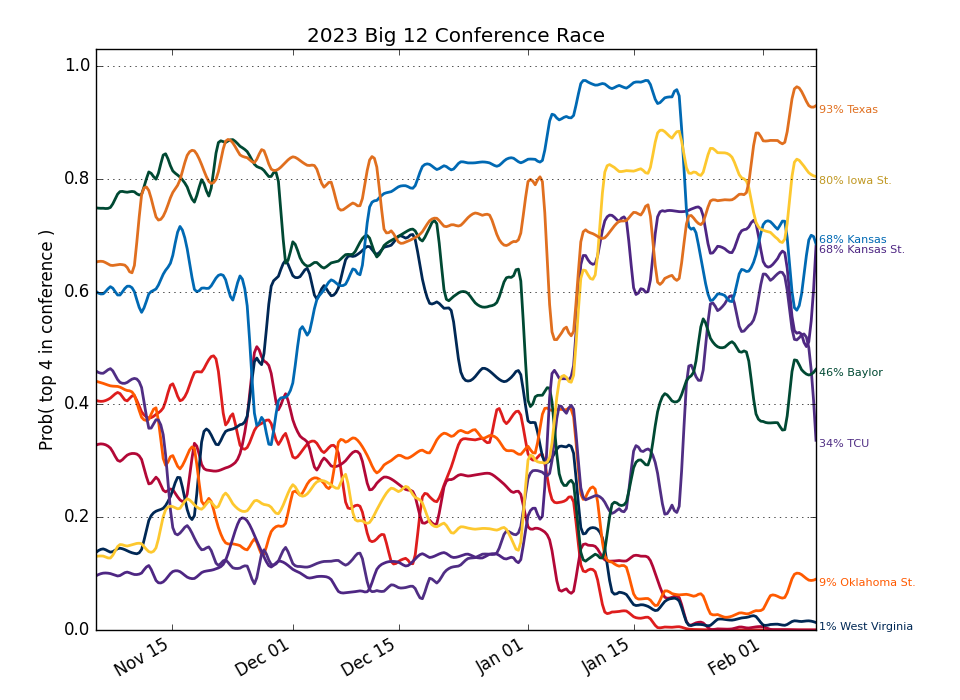 2023 Big 12 Conference Race
Prob( top 4 in conference )
1.0
0.8
0.6
0.4
0.2
0.0
Nov 15
Dec 01
Dec 15
Jan 01
Jan 15
Feb 01
93% Texas
80% Iowa St.
68% Kansas
68% Kansas St.
46% Baylor
34% TCU
9% Oklahoma St.
1% West Virginia